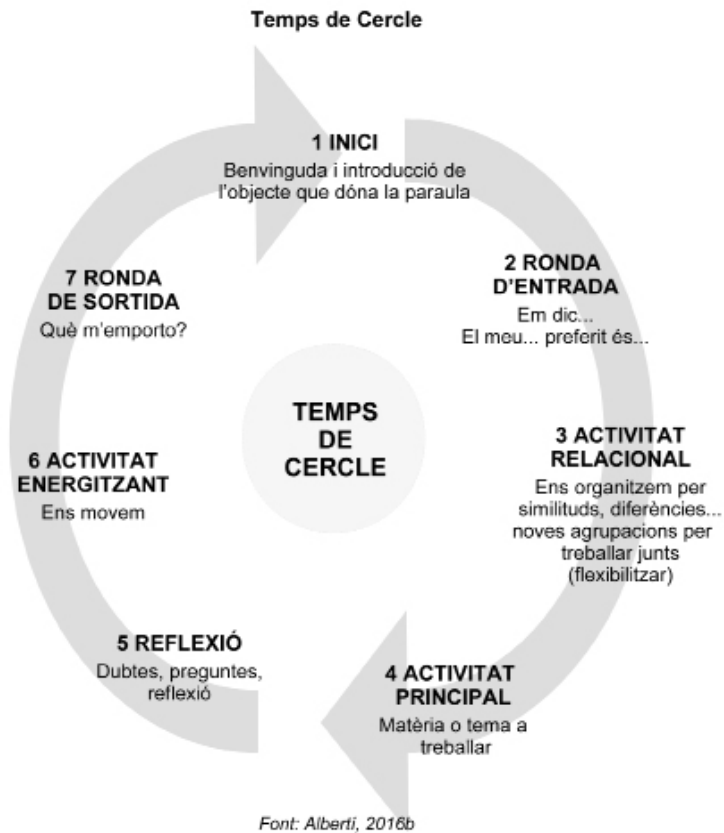 Temps de Cercle
1 INICI
Benvinguda i introducció de
l'objecte que dóna la paraula
2 RONDA
D'ENTRADA
Em dic...
El meu... preferit és...
3 ACTIVITAT
RELACIONAL
Ens organitzem per
similituds, diferències...
noves agrupacions per
treballar junts
(flexibilitzar)
4 ACTIVITAT
PRINCIPAL
Matèria o tema a
treballar
5 REFLEXIÓ
Dubtes, preguntes,
reflexió
6 ACTIVITAT
ENERGITZANT
Ens movem
7 RONDA
DE SORTIDA
Què m'emporto?
TEMPS
DE
CERCLE
Font: Albertí, 2016b